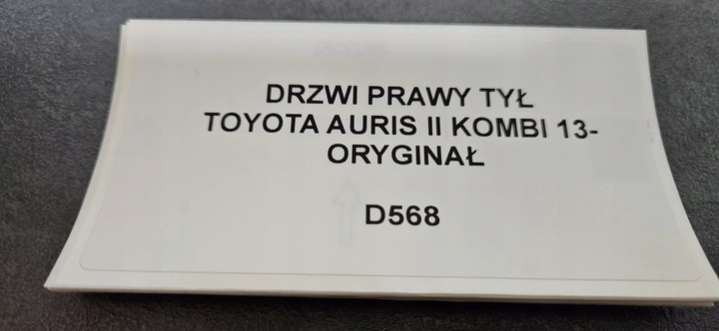 DRZWI PRAWY TYŁ
TOYOTA AURIS II KOMBI 13-
ORYGINAŁ
D568